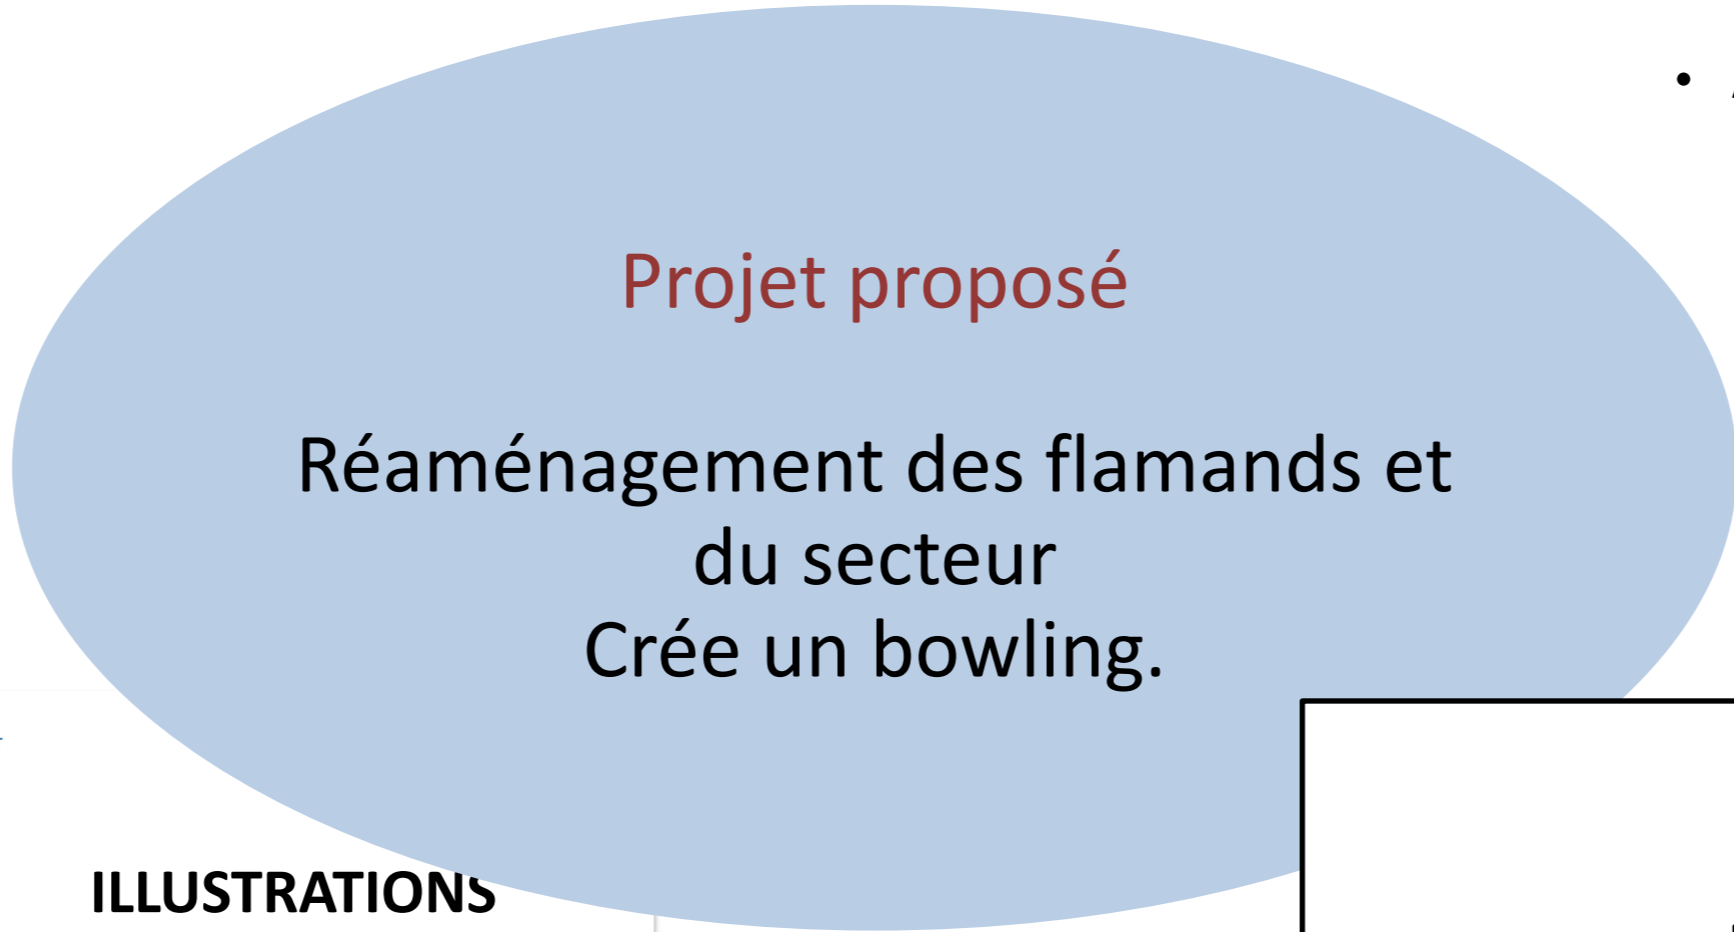 Projet proposé
Réaménagement des flamands et
du secteur
Crée un bowling.
ILLUSTRATIONS